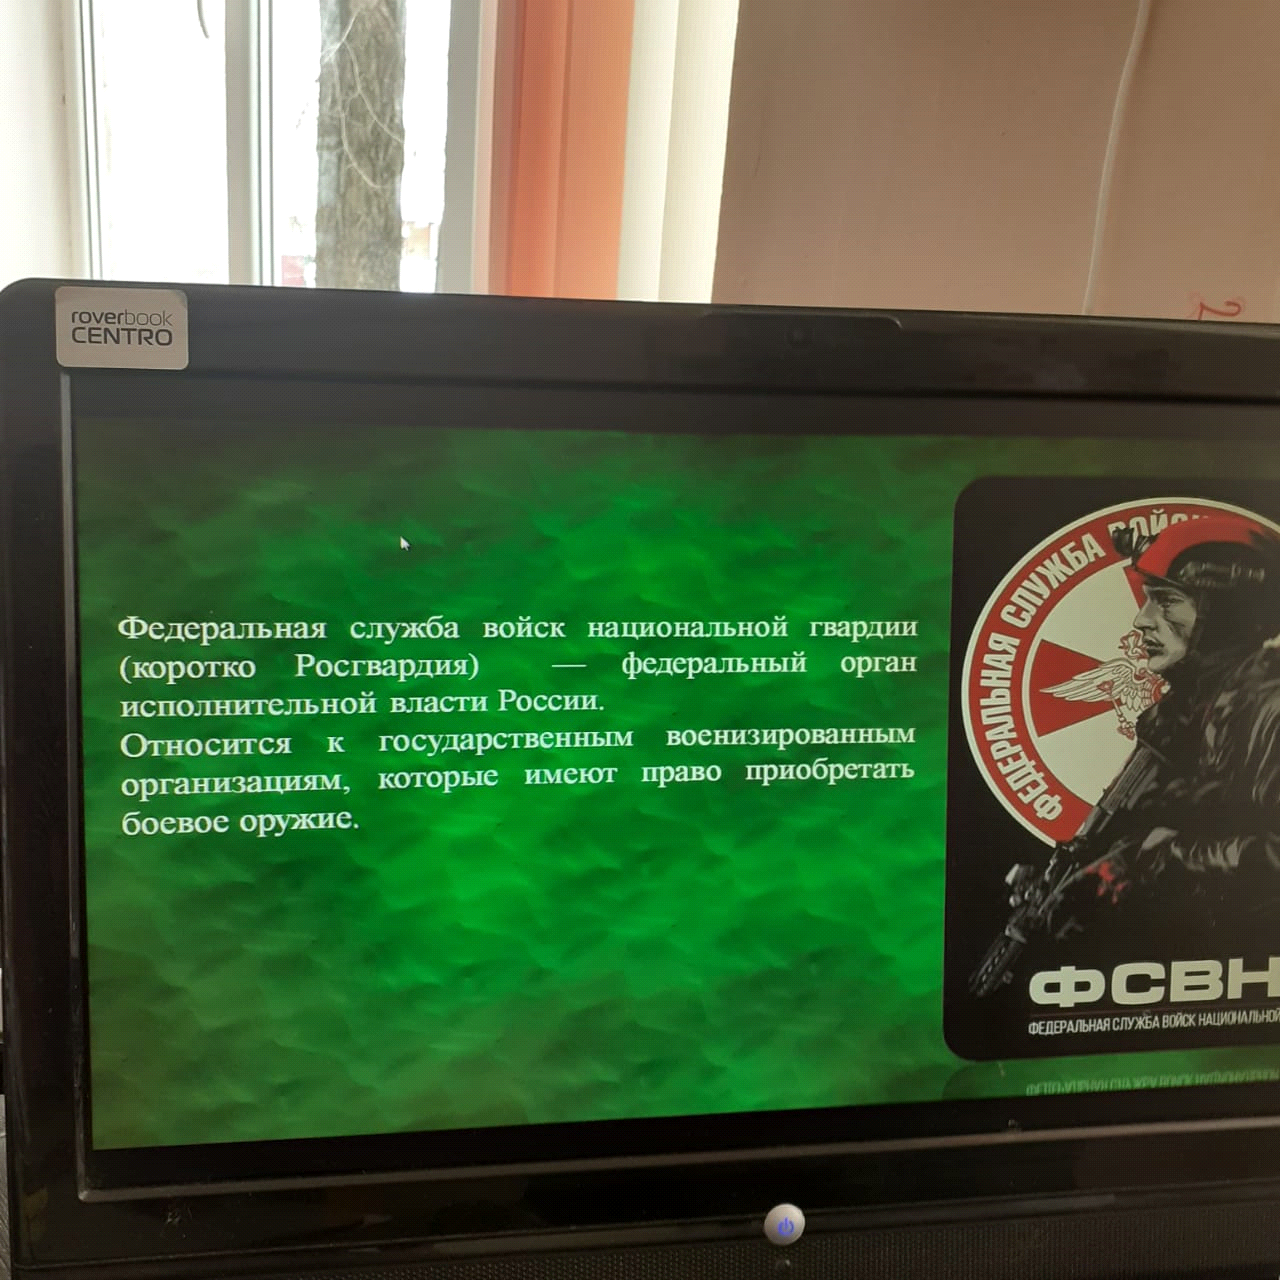 roverbook
CENTRO
Федеральная служба войск национальной гвардии
(коротко Росгвардия) — федеральный орган
исполнительной власти России.
Относится к государственным военизированным
организациям, которые имеют право приобретать
боевое оружие.
ФЕДЕРАЛЬНАЯ СЛУЖБА
ФСВН
ФЕДЕРАЛЬНАЯ СЛУЖБА ВОЙСК НАЦИОНАЛЬНОЙ